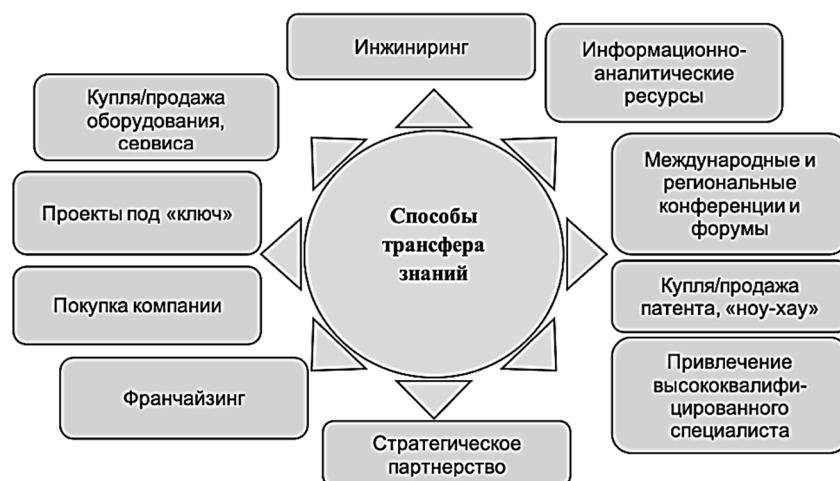 Инжиниринг
Информационно-
аналитические
ресурсы
Купля/продажа
оборудования,
сервиса
Международные и
региональные
конференции и
форумы
Проекты под «ключ»
Способы
трансфера
знаний
Покупка компании
Купля/продажа
патента, «ноу-хау»
Франчайзинг
Привлечение
высококвалифи-
цированного
специалиста
Стратегическое
партнерство